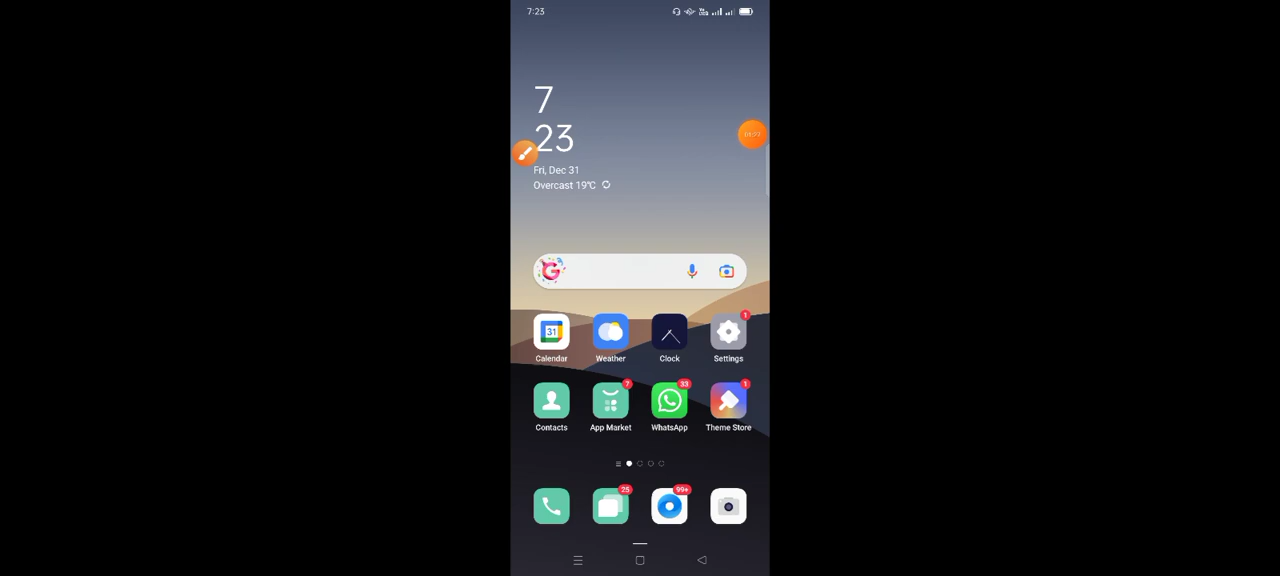 7:23
7
23
Fri, Dec 31
Overcast 19°C
31
1
Calendar
Weather
Clock
Settings
7
33
1
Contacts
App Market
WhatsApp
Theme Store
25
99+